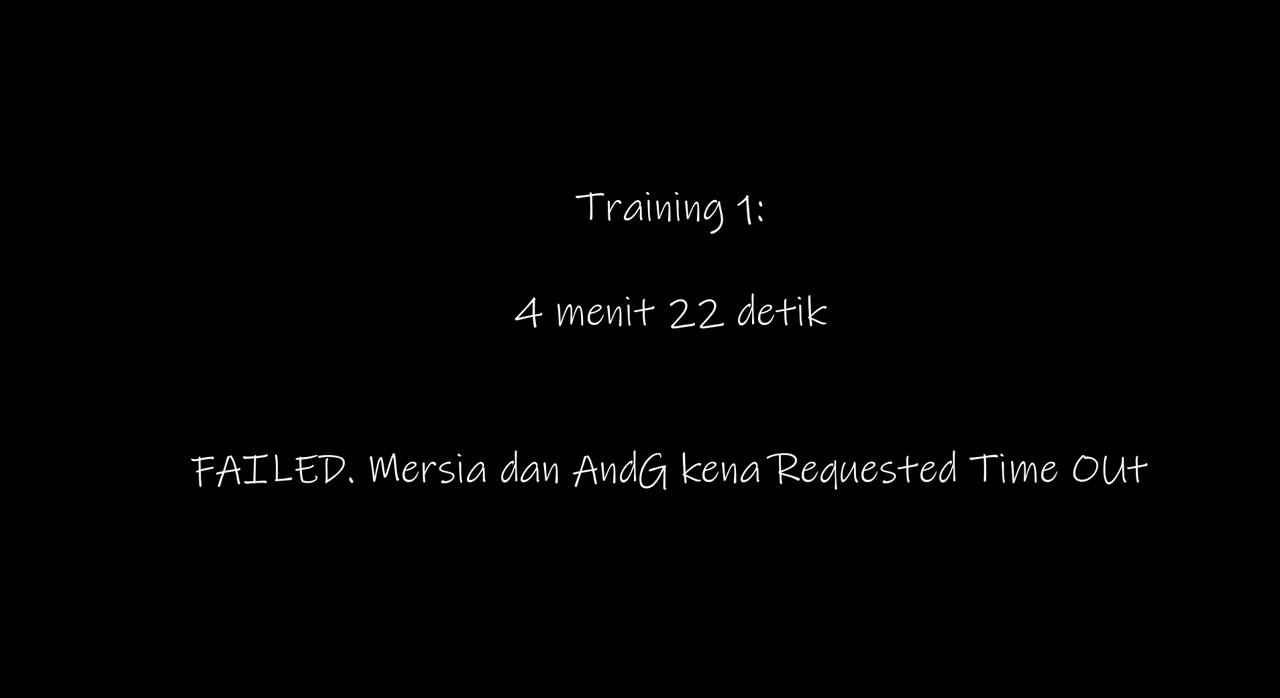 Training 1:
4 menit 22 detik
FAILED. Mersia dan AndG kena Requested Time OUt